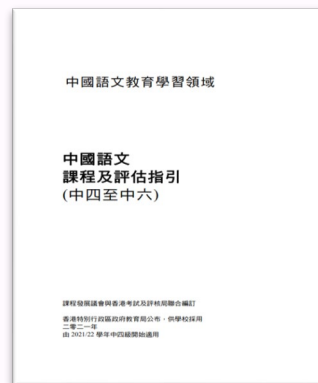 中國語文教育學習領域
中國語文
課程及評估指引
(中四至中六)
課程發展議會與香港考試及評核局聯合編訂
香港特別行政區政府教育局公布，供學校採用
二零二一年
由 2021/22 學年中四級開始適用